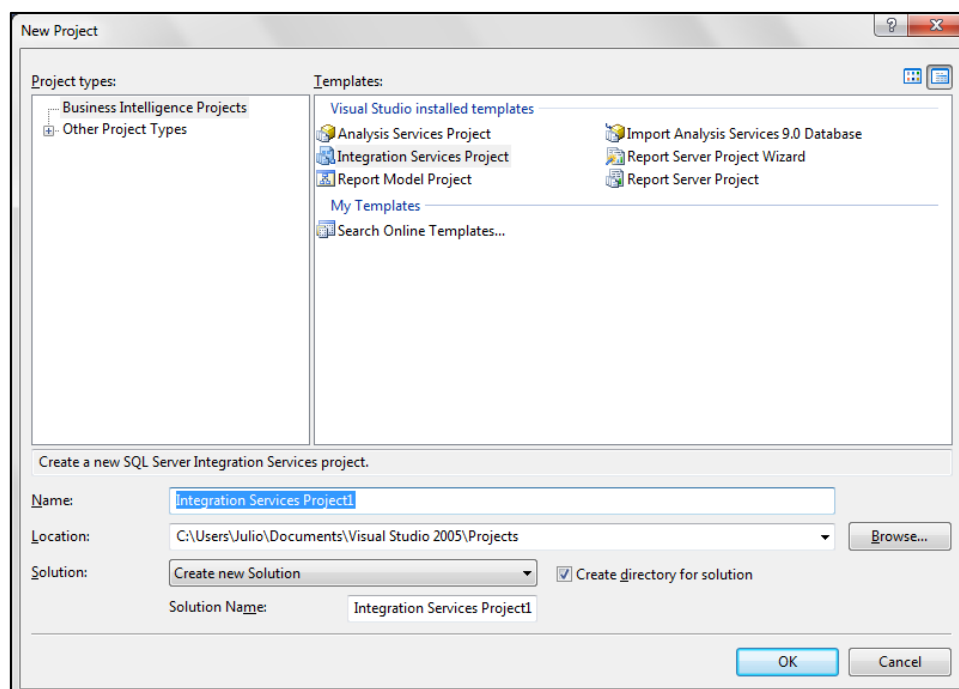 New Project
Project types:
Templates:
Business Intelligence Projects
Other Project Types
Visual Studio installed templates
Analysis Services Project
Import Analysis Services 9.0 Database
Integration Services Project
Report Server Project Wizard
Report Model Project
Report Server Project
My Templates
Search Online Templates...
Create a new SQL Server Integration Services project.
Name:
Integration Services Project1
Location:
C:\Users\Julio\Documents\Visual Studio 2005\Projects
Browse...
Solution:
Create new Solution
Create directory for solution
Solution Name:
Integration Services Project1
OK
Cancel